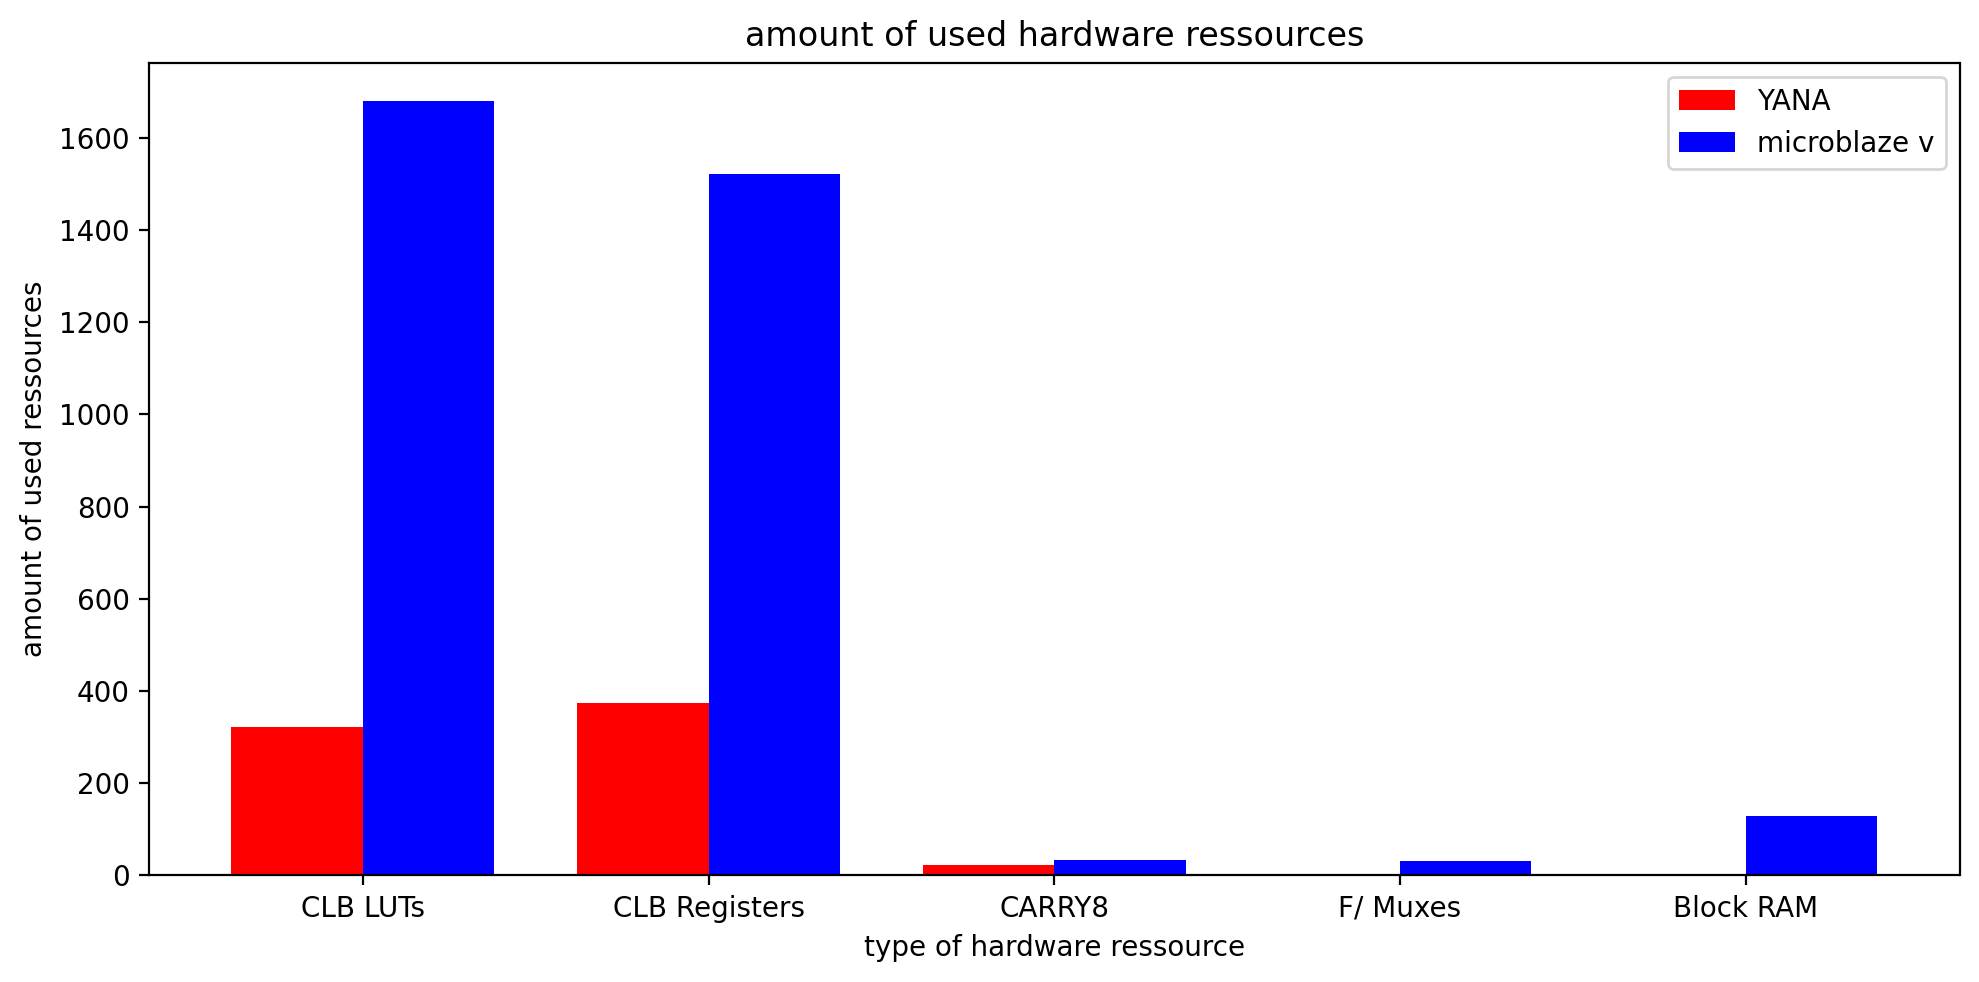 amount of used hardware ressources
YANA
microblaze v
amount of used ressources
1600
1400
1200
1000
800
600
400
200
0
CLB LUTs
CLB Registers
CARRY8
F/ Muxes
Block RAM
type of hardware ressource